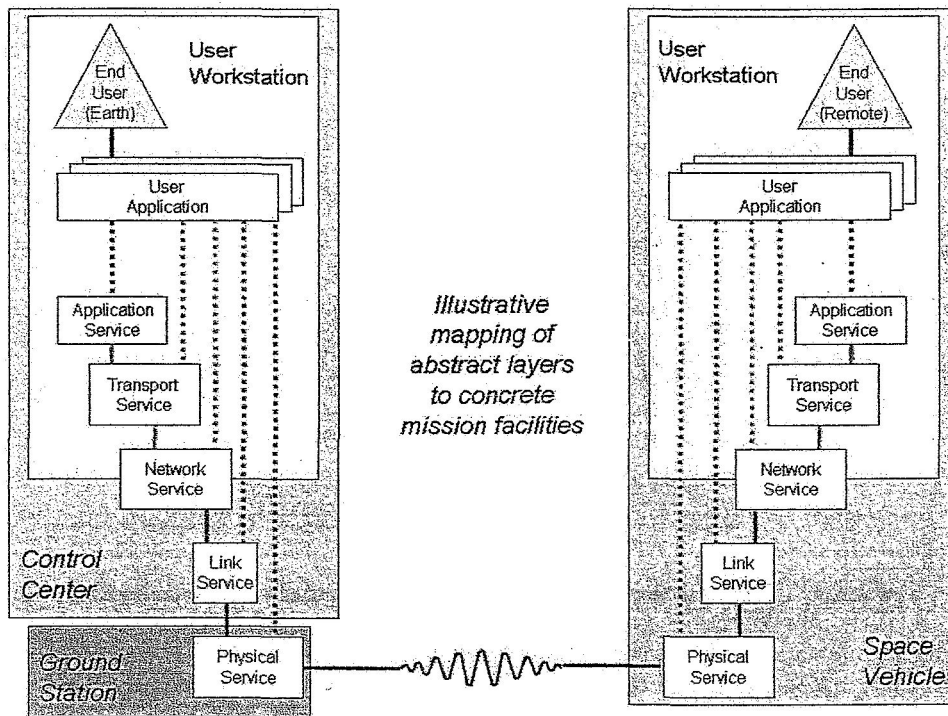 User
Workstation
End
User
(Earth)
User
Application
Application
Service
Transport
Service
Network
Service
Control
Center
Link
Service
Ground
Station
Physical
Service
Illustrative
mapping of
abstract layers
to concrete
mission facilities
User
Workstation
End
User
(Remote)
User
Application
Application
Service
Transport
Service
Network
Service
Link
Service
Physical
Service
Space
Vehicle